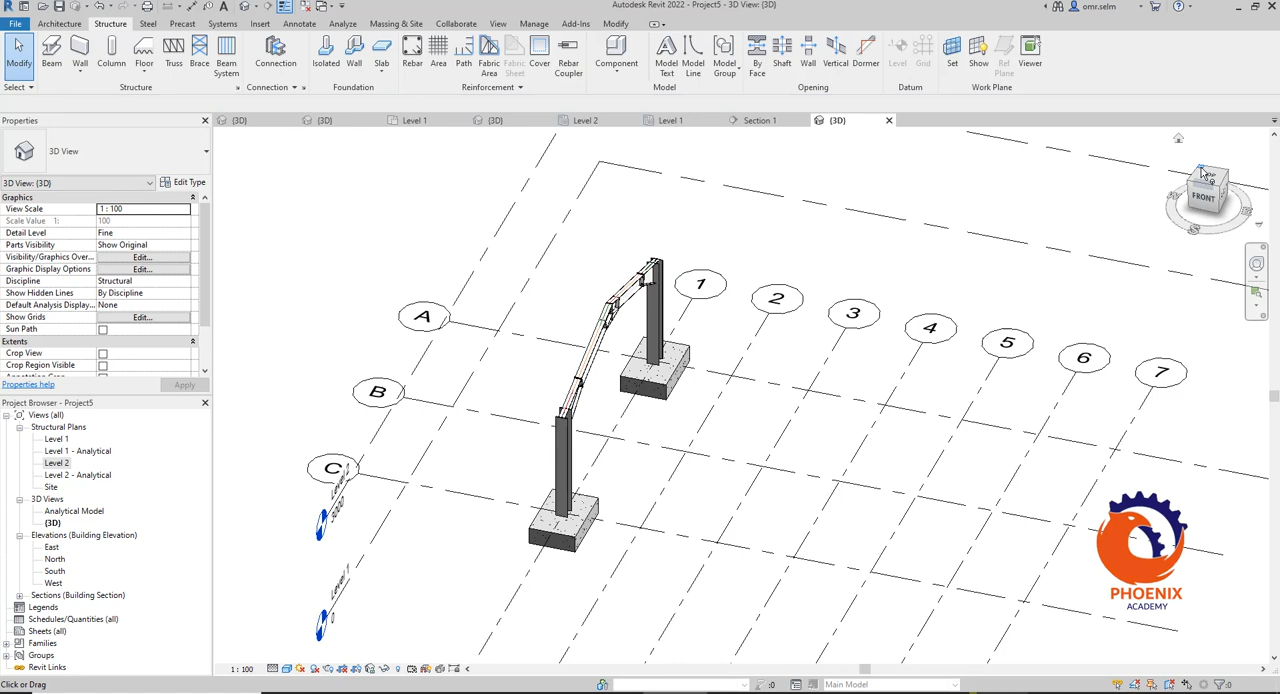 Autodesk Revit 2022 - Project5 - 3D View: {3D}
omr.selm
File Architecture Structure Steel Precast Systems Insert Annotate Analyze Massing & Site Collaborate View Manage Add-Ins Modify
Modify Beam Wall Column Floor Truss Brace Beam System Connection Isolated Wall Slab Rebar Area Path Fabric Area Fabric Sheet Cover Rebar Coupler Component Model Text Model Line Model Group By Face Shaft Wall Vertical Dormer Level Grid Set Show Ref Plane Viewer
Select Structure Connection Foundation Reinforcement Model Opening Datum Work Plane
Properties
{3D} {3D} Level 1 {3D} Level 2 Level 1 Section 1 {3D}
3D View
3D View: {3D} Edit Type
Graphics
View Scale 1 : 100
Scale Value 1: 100
Detail Level Fine
Parts Visibility Show Original
Visibility/Graphics Over... Edit...
Graphic Display Options Edit...
Discipline Structural
Show Hidden Lines By Discipline
Default Analysis Display... None
Show Grids Edit...
Sun Path
Extents
Crop View
Crop Region Visible
Properties help Apply
Project Browser - Project5
Views (all)
Structural Plans
Level 1
Level 1 - Analytical
Level 2
Level 2 - Analytical
Site
3D Views
Analytical Model
{3D}
Elevations (Building Elevation)
East
North
South
West
Sections (Building Section)
Legends
Schedules/Quantities (all)
Sheets (all)
Families
Groups
Revit Links
FRONT
1
2
3
4
5
6
7
A
B
C
Level 2
3000
Level 1
0
PHOENIX
ACADEMY
1 : 100
Click or Drag
:0 Main Model :0